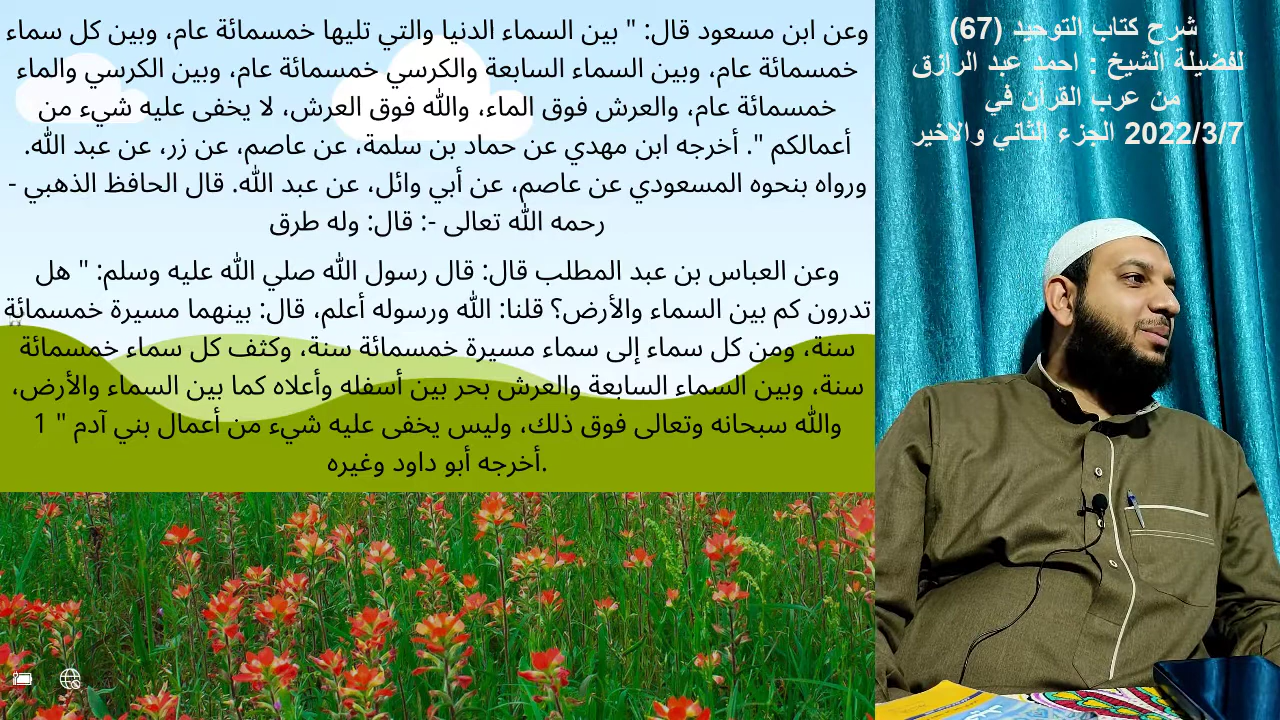 شرح كتاب التوحيد (67)
لفضيلة الشيخ : احمد عبد الرازق
من عرب القرآن في
2022/3/7 الجزء الثاني والاخير
وعن ابن مسعود قال: " بين السماء الدنيا والتي تليها خمسمائة عام، وبين كل سماء
خمسمائة عام، وبين السماء السابعة والكرسي خمسمائة عام، وبين الكرسي والماء
خمسمائة عام، والعرش فوق الماء، والله فوق العرش، لا يخفى عليه شيء من
أعمالكم ". أخرجه ابن مهدي عن حماد بن سلمة، عن عاصم، عن زر، عن عبد الله.
ورواه بنحوه المسعودي عن عاصم، عن أبي وائل، عن عبد الله. قال الحافظ الذهبي -
رحمه الله تعالى -: قال: وله طرق
وعن العباس بن عبد المطلب قال: قال رسول الله صلي الله عليه وسلم: " هل
تدرون كم بين السماء والأرض؟ قلنا: الله ورسوله أعلم، قال: بينهما مسيرة خمسمائة
سنة، ومن كل سماء إلى سماء مسيرة خمسمائة سنة، وكثف كل سماء خمسمائة
سنة، وبين السماء السابعة والعرش بحر بين أسفله وأعلاه كما بين السماء والأرض،
والله سبحانه وتعالى فوق ذلك، وليس يخفى عليه شيء من أعمال بني آدم " 1
.أخرجه أبو داود وغيره